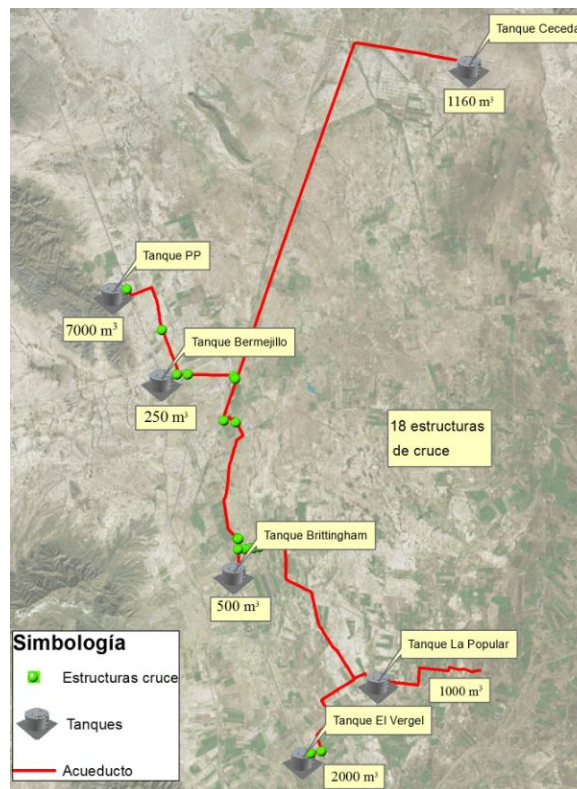 Tanque Ceceda
1160 m³
Tanque PP
7000 m³
Tanque Bermejillo
250 m³
18 estructuras
de cruce
Tanque Brittingham
500 m³
Tanque La Popular
1000 m³
Tanque El Vergel
2000 m³
Simbología
Estructuras cruce
Tanques
Acueducto